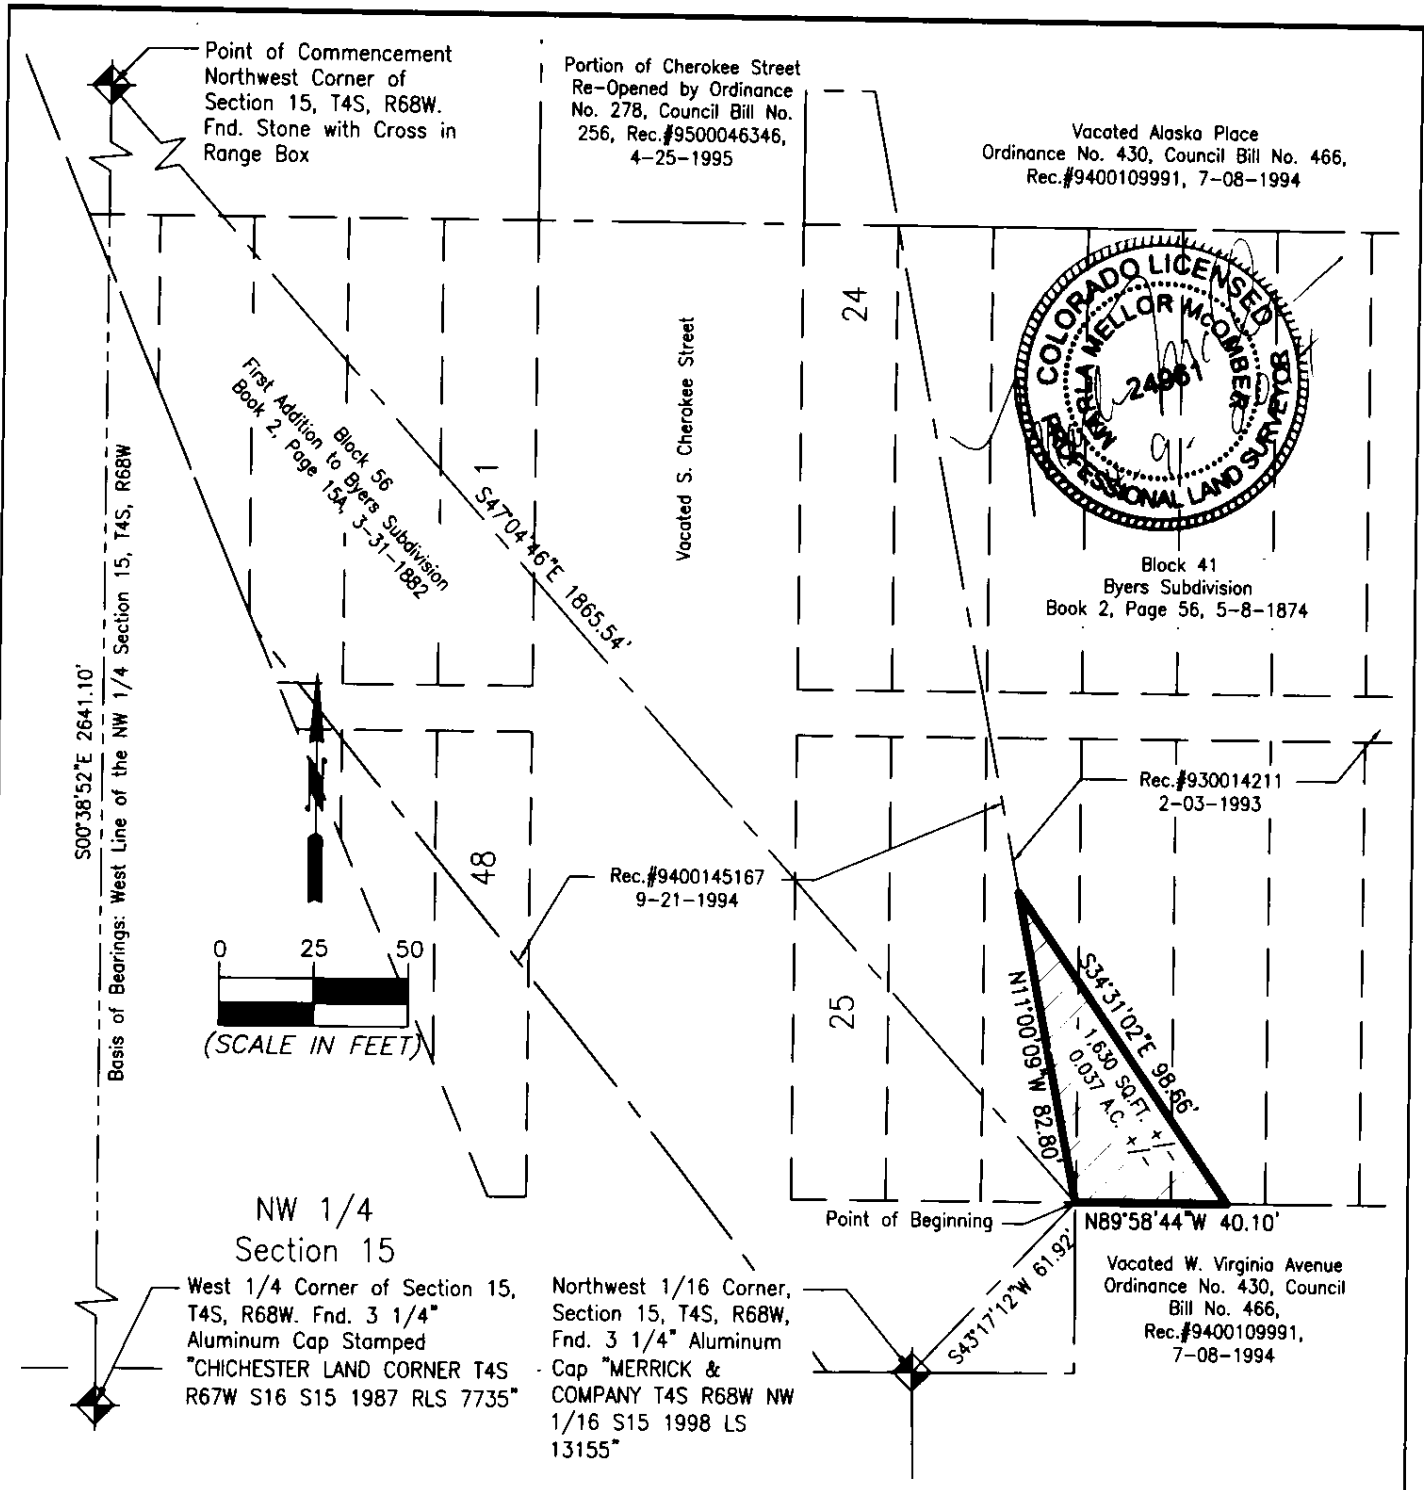 Point of Commencement
Northwest Corner of
Section 15, T4S, R68W.
Fnd. Stone with Cross in
Range Box
Portion of Cherokee Street
Re-Opened by Ordinance
No. 278, Council Bill No.
256, Rec.#9500046346,
4-25-1995
Vacated Alaska Place
Ordinance No. 430, Council Bill No. 466,
Rec.#9400109991, 7-08-1994
24
COLORADO LICENSED
MARLA MELLOR McOMBER
24961
PROFESSIONAL LAND SURVEYOR
Vacated S. Cherokee Street
Block 56
First Addition to Byers Subdivision
Book 2, Page 15A, 3-31-1882
1
S47°04'46"E 1865.54'
Block 41
Byers Subdivision
Book 2, Page 56, 5-8-1874
S00°38'52"E 2641.10'
Basis of Bearings: West Line of the NW 1/4 Section 15, T4S, R68W
N
Rec.#930014211
2-03-1993
48
Rec.#9400145167
9-21-1994
0 25 50
(SCALE IN FEET)
25
N11°00'09"W 82.80'
S34°31'02"E 98.66'
1,630 SQ.FT. +/-
0.037 A.C. +/-
Point of Beginning
N89°58'44"W 40.10'
S43°17'12"W 61.92'
NW 1/4
Section 15
West 1/4 Corner of Section 15,
T4S, R68W. Fnd. 3 1/4"
Aluminum Cap Stamped
"CHICHESTER LAND CORNER T4S
R67W S16 S15 1987 RLS 7735"
Northwest 1/16 Corner,
Section 15, T4S, R68W,
Fnd. 3 1/4" Aluminum
Cap "MERRICK &
COMPANY T4S R68W NW
1/16 S15 1998 LS
13155"
Vacated W. Virginia Avenue
Ordinance No. 430, Council
Bill No. 466,
Rec.#9400109991,
7-08-1994